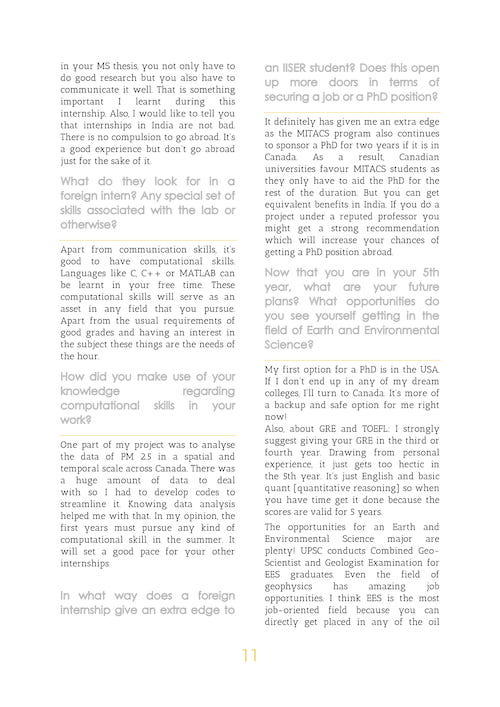 in your MS thesis, you not only have to
do good research but you also have to
communicate it well. That is something
important I learnt during this
internship. Also, I would like to tell you
that internships in India are not bad.
There is no compulsion to go abroad. It's
a good experience but don't go abroad
just for the sake of it.
What do they look for in a
foreign intern? Any special set of
skills associated with the lab or
otherwise?
Apart from communication skills, it's
good to have computational skills.
Languages like C, C++ or MATLAB can
be learnt in your free time. These
computational skills will serve as an
asset in any field that you pursue.
Apart from the usual requirements of
good grades and having an interest in
the subject these things are the needs of
the hour.
How did you make use of your
knowledge regarding
computational skills in your
work?
One part of my project was to analyse
the data of PM 2.5 in a spatial and
temporal scale across Canada. There was
a huge amount of data to deal
with so I had to develop codes to
streamline it. Knowing data analysis
helped me with that. In my opinion, the
first years must pursue any kind of
computational skill in the summer. It
will set a good pace for your other
internships.
In what way does a foreign
internship give an extra edge to
an IISER student? Does this open
up more doors in terms of
securing a job or a PhD position?
It definitely has given me an extra edge
as the MITACS program also continues
to sponsor a PhD for two years if it is in
Canada. As a result, Canadian
universities favour MITACS students as
they only have to aid the PhD for the
rest of the duration. But you can get
equivalent benefits in India. If you do a
project under a reputed professor you
might get a strong recommendation
which will increase your chances of
getting a PhD position abroad.
Now that you are in your 5th
year, what are your future
plans? What opportunities do
you see yourself getting in the
field of Earth and Environmental
Science?
My first option for a PhD is in the USA.
If I don't end up in any of my dream
colleges, I'll turn to Canada. It's more of
a backup and safe option for me right
now!
Also, about GRE and TOEFL: I strongly
suggest giving your GRE in the third or
fourth year. Drawing from personal
experience, it just gets too hectic in
the 5th year. It's just English and basic
quant [quantitative reasoning] so when
you have time get it done because the
scores are valid for 5 years.
The opportunities for an Earth and
Environmental Science major are
plenty! UPSC conducts Combined Geo-
Scientist and Geologist Examination for
EES graduates. Even the field of
geophysics has amazing job
opportunities. I think EES is the most
job-oriented field because you can
directly get placed in any of the oil
11